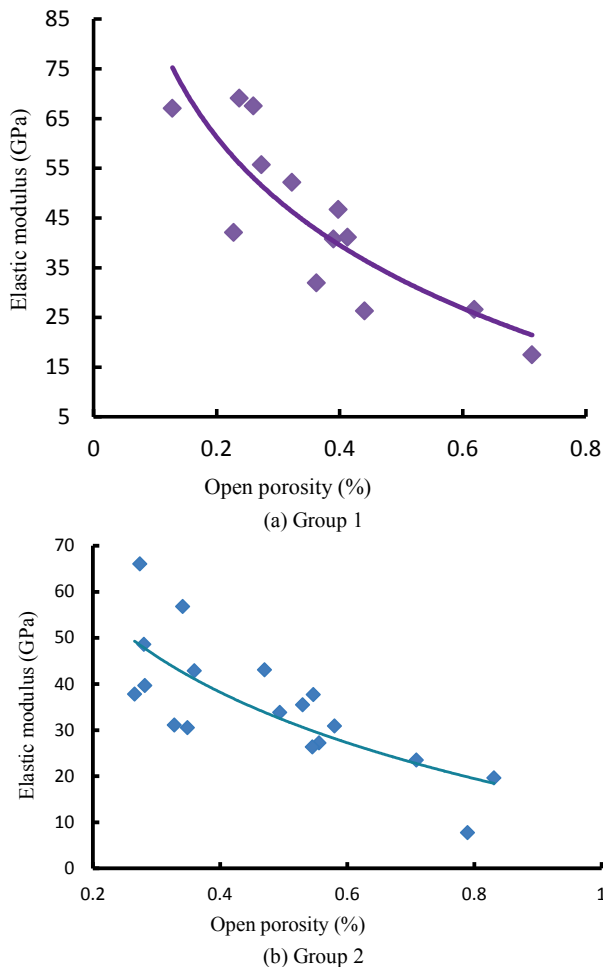 85
75
65
55
45
35
25
15
5
Elastic modulus (GPa)
0 0.2 0.4 0.6 0.8
Open porosity (%)
(a) Group 1
70
60
50
40
30
20
10
0
Elastic modulus (GPa)
0.2 0.4 0.6 0.8 1
Open porosity (%)
(b) Group 2